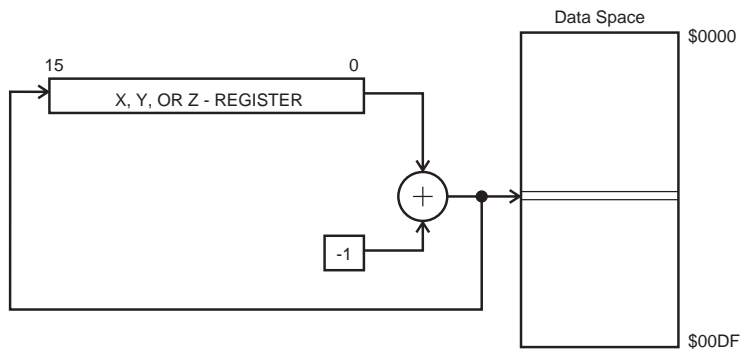 Data Space
$0000
15 0
X, Y, OR Z - REGISTER
+
-1
$00DF